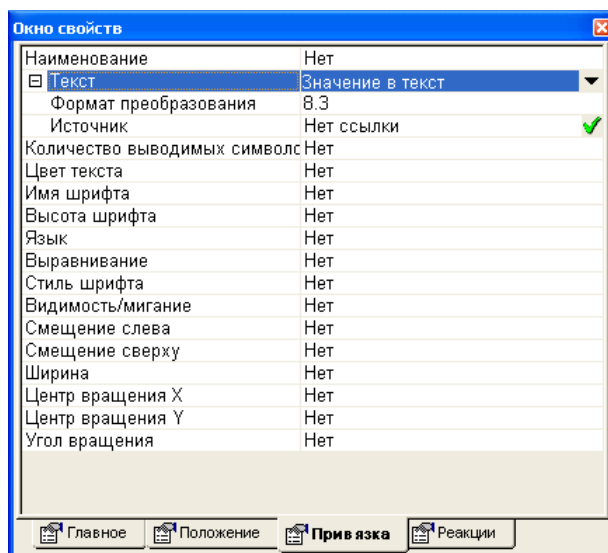 Окно свойств
Наименование Нет
Текст Значение в текст
Формат преобразования 8.3
Источник Нет ссылки
Количество выводимых символо Нет
Цвет текста Нет
Имя шрифта Нет
Высота шрифта Нет
Язык Нет
Выравнивание Нет
Стиль шрифта Нет
Видимость/мигание Нет
Смещение слева Нет
Смещение сверху Нет
Ширина Нет
Центр вращения X Нет
Центр вращения Y Нет
Угол вращения Нет
Главное Положение Привязка Реакции